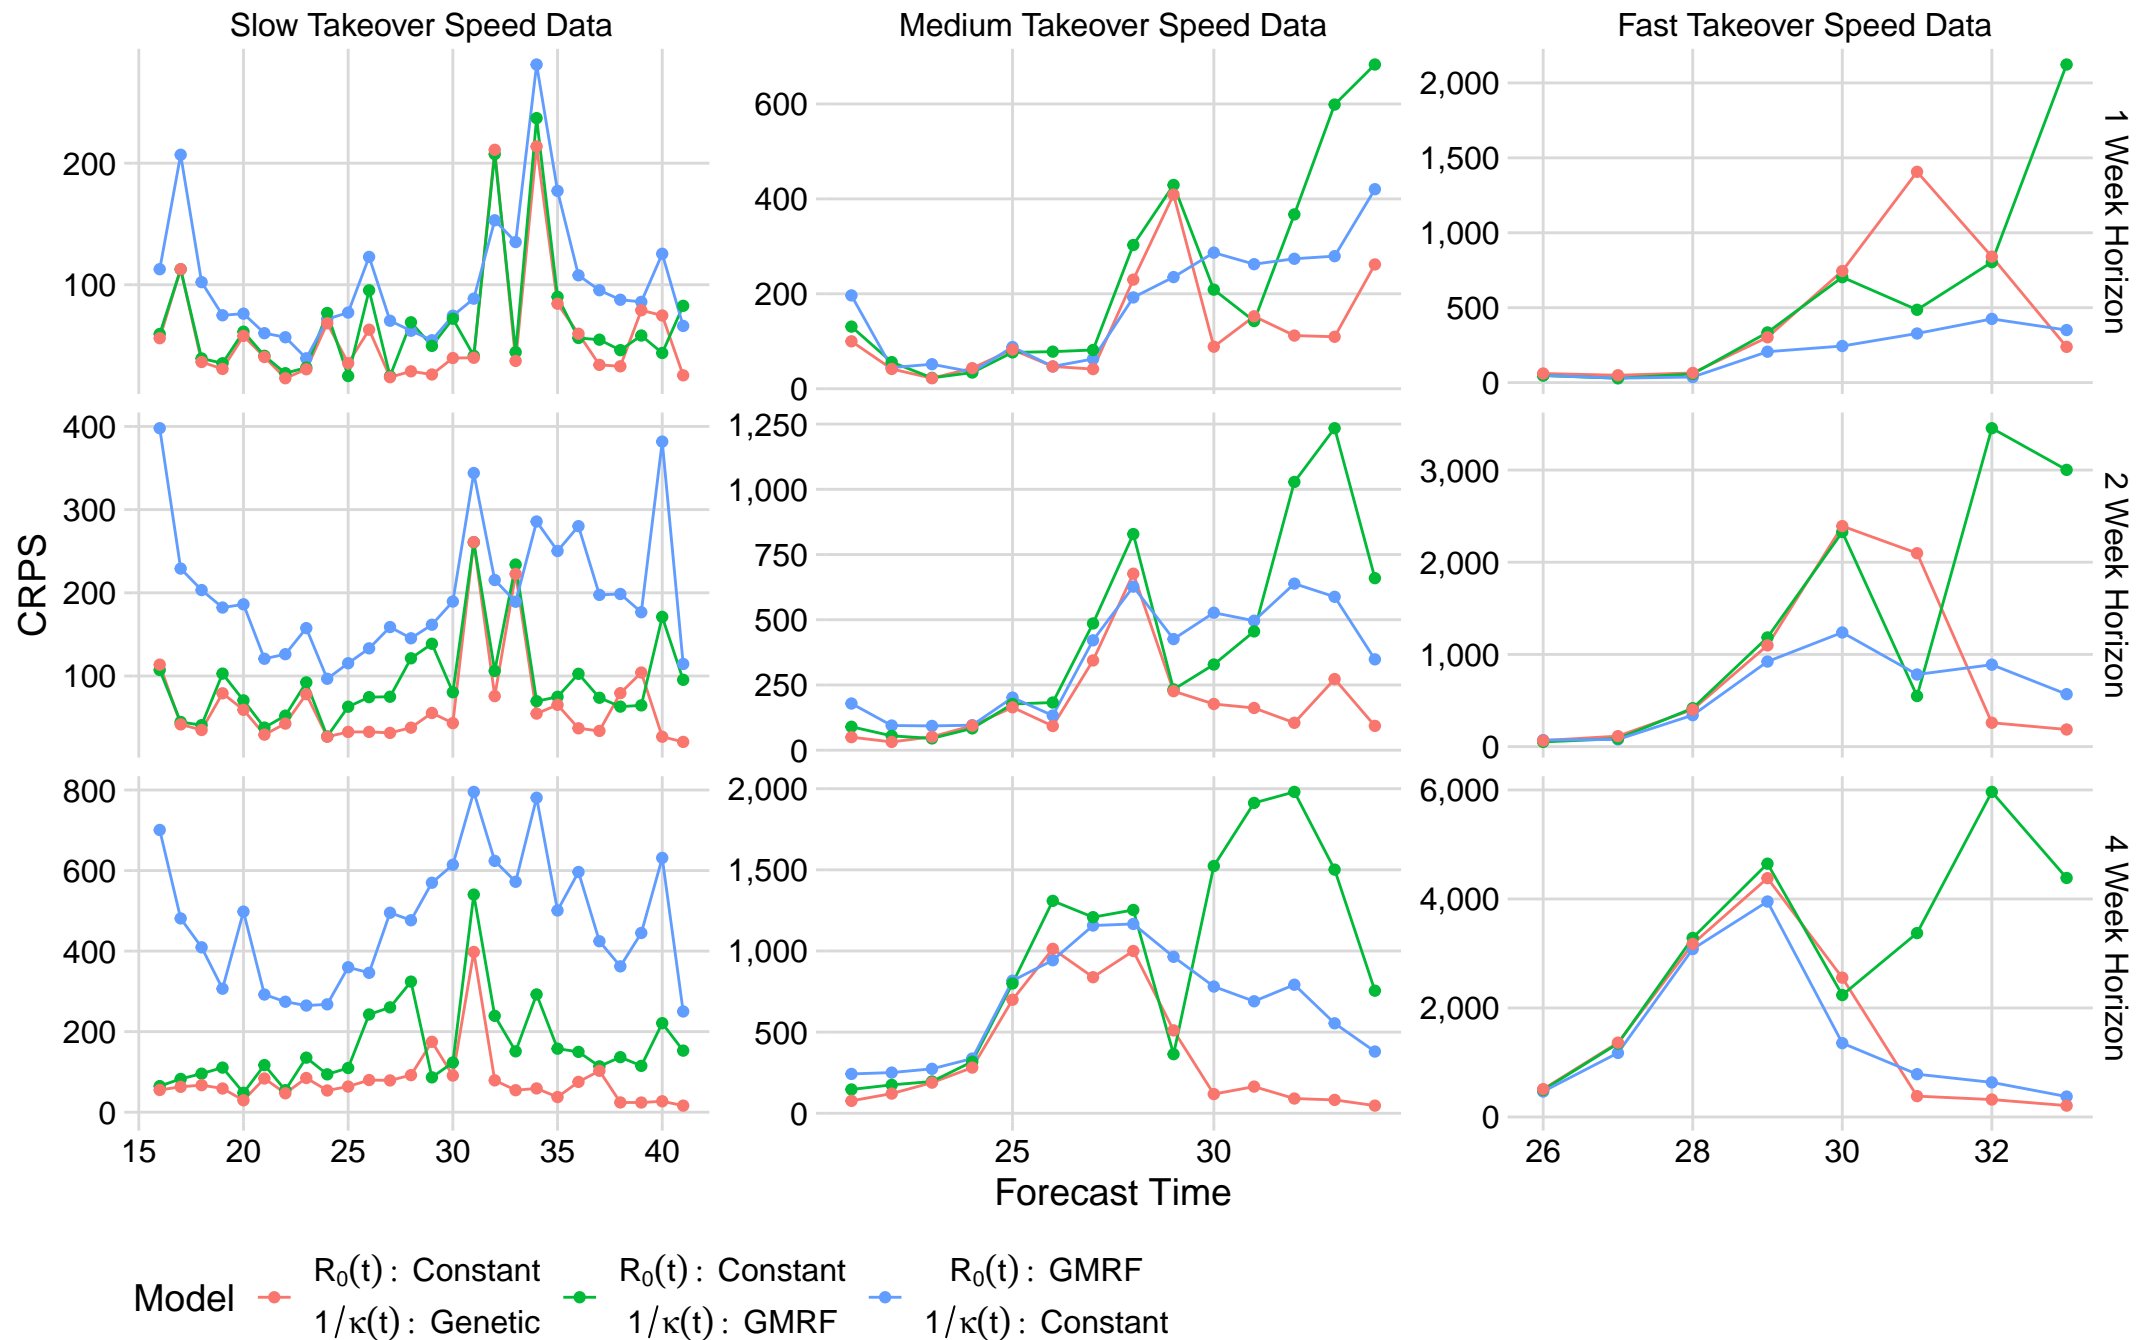 Slow Takeover Speed Data
Medium Takeover Speed Data
Fast Takeover Speed Data
200
100
600
400
200
0
2,000
1,500
1,000
500
0
1 Week Horizon
CRPS
400
300
200
100
1,250
1,000
750
500
250
0
3,000
2,000
1,000
0
2 Week Horizon
800
600
400
200
0
2,000
1,500
1,000
500
0
6,000
4,000
2,000
0
4 Week Horizon
15 20 25 30 35 40
25 30
26 28 30 32
Forecast Time
Model
R₀(t) : Constant
1/κ(t) : Genetic
R₀(t) : Constant
1/κ(t) : GMRF
R₀(t) : GMRF
1/κ(t) : Constant